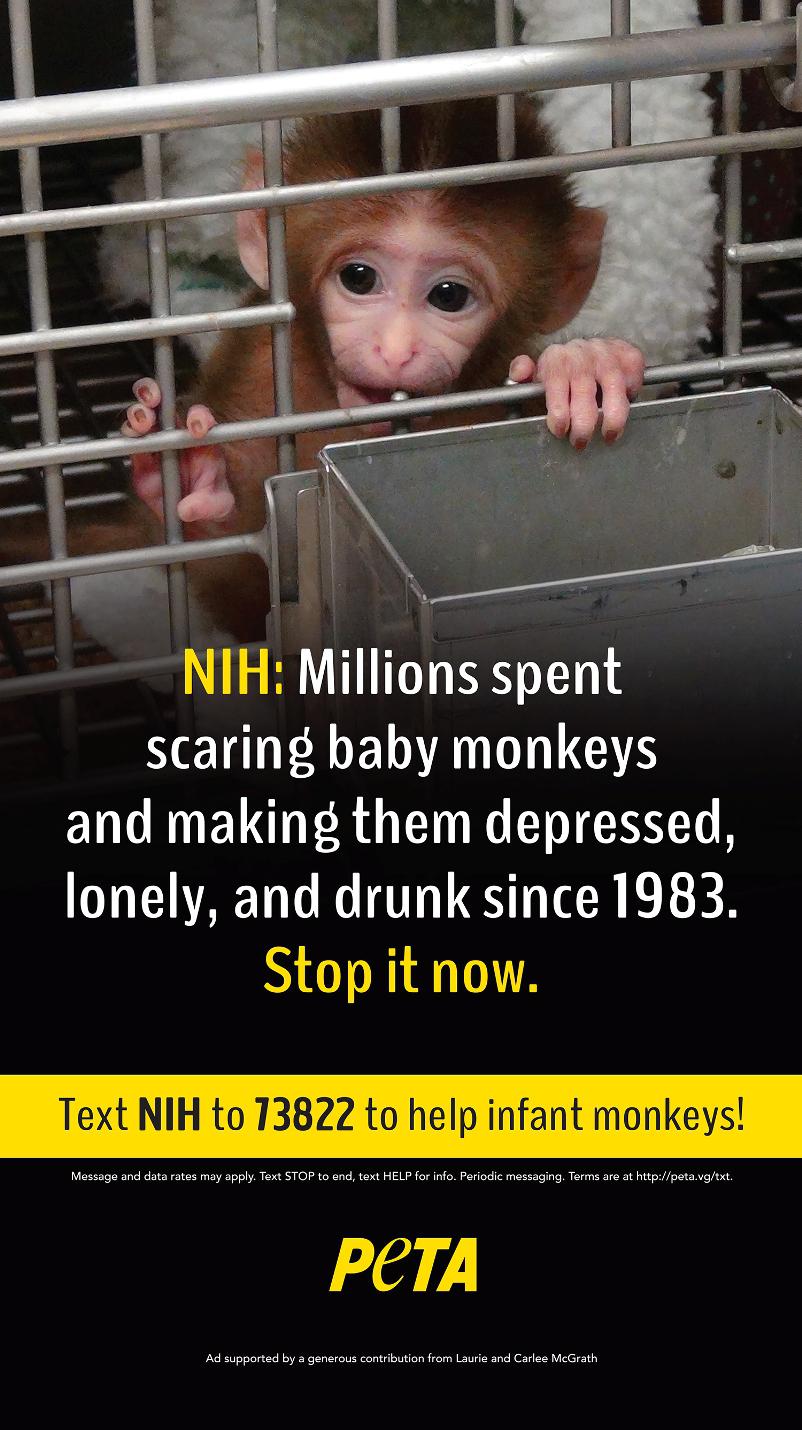 NIH: Millions spent
scaring baby monkeys
and making them depressed,
lonely, and drunk since 1983.
Stop it now.
Text NIH to 73822 to help infant monkeys!
Message and data rates may apply. Text STOP to end, text HELP for info. Periodic messaging. Terms are at http://peta.vg/txt.
PeTA
Ad supported by a generous contribution from Laurie and Carlee McGrath